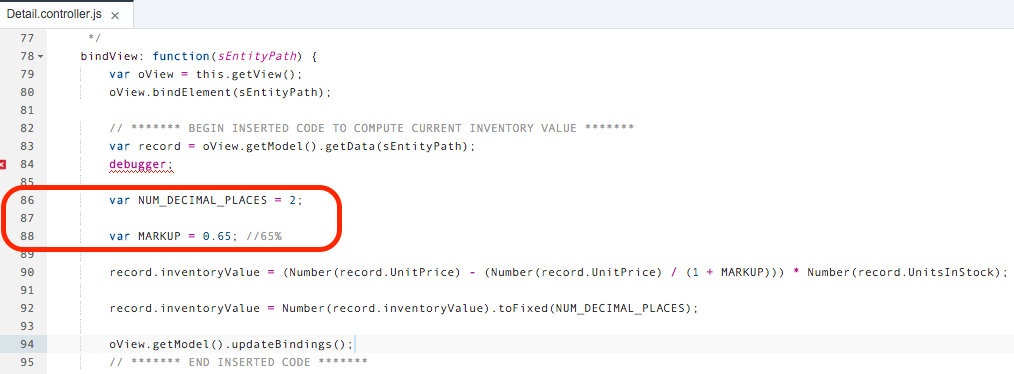 Detail.controller.js ×
77 */
78 bindView: function(sEntityPath) {
79 var oView = this.getView();
80 oView.bindElement(sEntityPath);
81
82 // ******* BEGIN INSERTED CODE TO COMPUTE CURRENT INVENTORY VALUE *******
83 var record = oView.getModel().getData(sEntityPath);
84 debugger;
85
86 var NUM_DECIMAL_PLACES = 2;
87
88 var MARKUP = 0.65; //65%
89
90 record.inventoryValue = (Number(record.UnitPrice) - (Number(record.UnitPrice) / (1 + MARKUP))) * Number(record.UnitsInStock);
91
92 record.inventoryValue = Number(record.inventoryValue).toFixed(NUM_DECIMAL_PLACES);
93
94 oView.getModel().updateBindings();
95 // ******* END INSERTED CODE *******